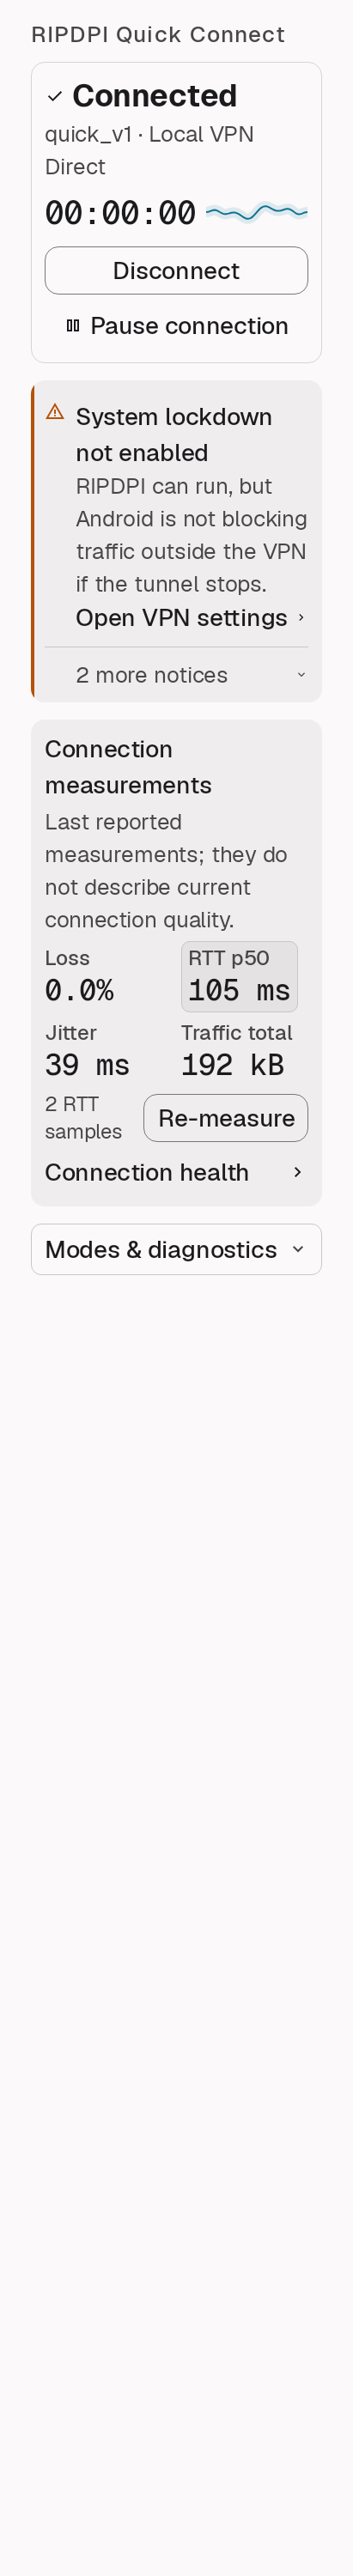 RIPDPI Quick Connect
Connected
quick_v1 · Local VPN
Direct
00:00:00
Disconnect
Pause connection
System lockdown
not enabled
RIPDPI can run, but
Android is not blocking
traffic outside the VPN
if the tunnel stops.
Open VPN settings
2 more notices
Connection
measurements
Last reported
measurements; they do
not describe current
connection quality.
Loss
0.0%
RTT p50
105 ms
Jitter
39 ms
Traffic total
192 kB
2 RTT
samples
Re-measure
Connection health
Modes & diagnostics